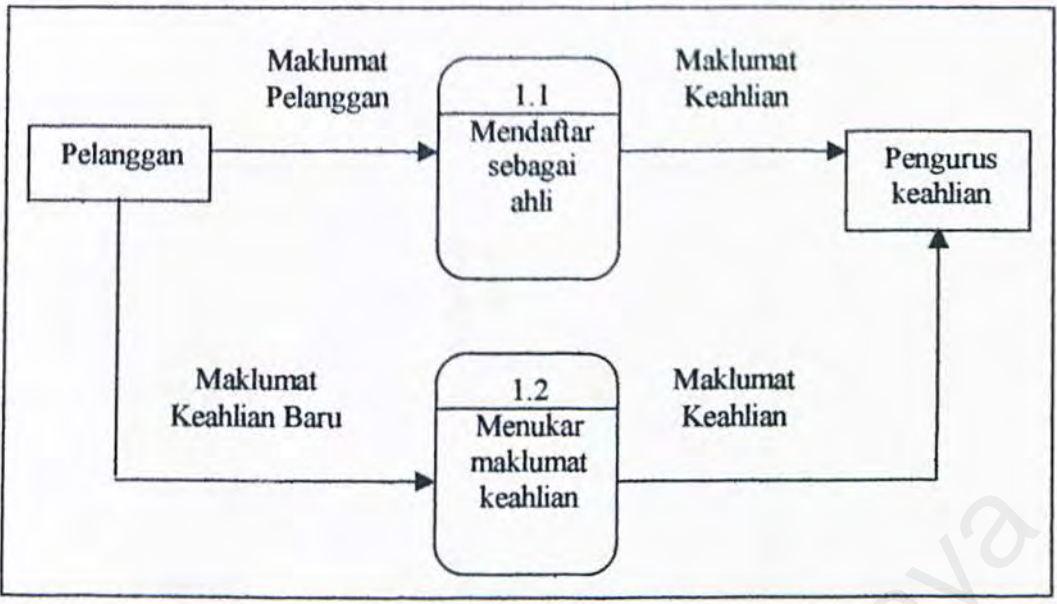 Maklumat
Pelanggan
Maklumat
Keahlian
Pelanggan
1.1
Mendaftar
sebagai
ahli
Pengurus
keahlian
Maklumat
Keahlian Baru
1.2
Menukar
maklumat
keahlian
Maklumat
Keahlian